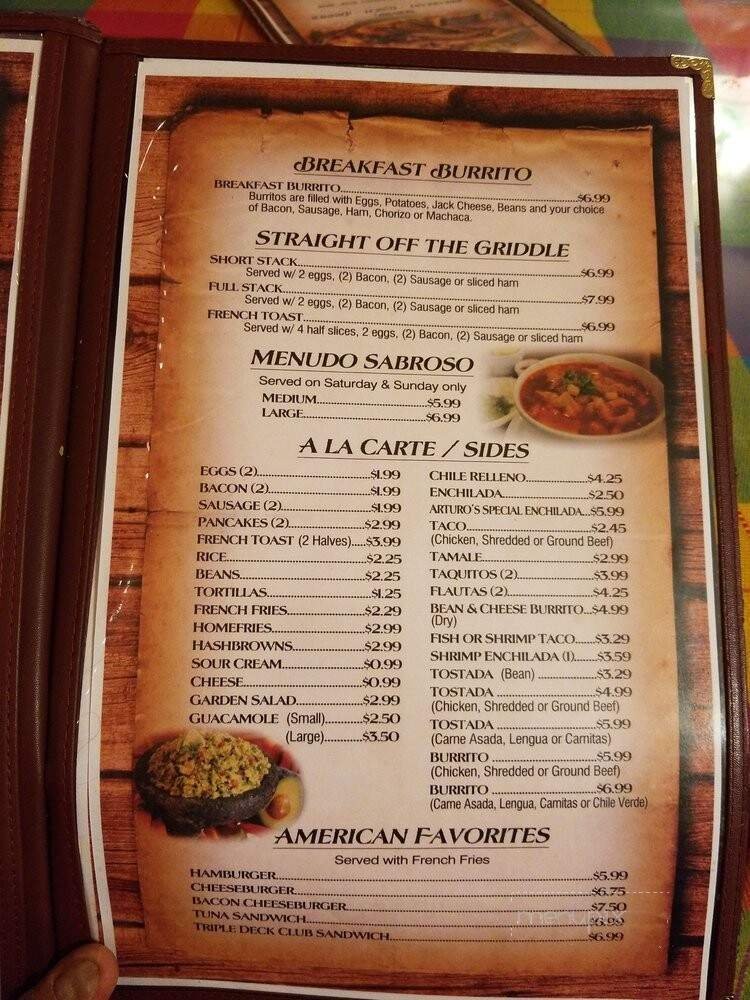 BREAKFAST BURRITO
BREAKFAST BURRITO...$6.99
Burritos are filled with Eggs, Potatoes, Jack Cheese, Beans and your choice
of Bacon, Sausage, Ham, Chorizo or Machaca.
STRAIGHT OFF THE GRIDDLE
SHORT STACK...$6.99
Served w/ 2 eggs, (2) Bacon, (2) Sausage or sliced ham
FULL STACK...$7.99
Served w/ 2 eggs, (2) Bacon, (2) Sausage or sliced ham
FRENCH TOAST...$6.99
Served w/ 4 half slices, 2 eggs, (2) Bacon, (2) Sausage or sliced ham
MENUDO SABROSO
Served on Saturday & Sunday only
MEDIUM...$5.99
LARGE...$6.99
A LA CARTE / SIDES
EGGS (2)...$1.99
BACON (2)...$1.99
SAUSAGE (2)...$1.99
PANCAKES (2)...$2.99
FRENCH TOAST (2 Halves)...$3.99
RICE...$2.25
BEANS...$2.25
TORTILLAS...$1.25
FRENCH FRIES...$2.29
HOMEFRIES...$2.99
HASHBROWNS...$2.99
SOUR CREAM...$0.99
CHEESE...$0.99
GARDEN SALAD...$2.99
GUACAMOLE (Small)...$2.50
(Large)...$3.50
CHILE RELLENO...$4.25
ENCHILADA...$2.50
ARTURO'S SPECIAL ENCHILADA...$5.99
TACO...$2.45
(Chicken, Shredded or Ground Beef)
TAMALE...$2.99
TAQUITOS (2)...$3.99
FLAUTAS (2)...$4.25
BEAN & CHEESE BURRITO...$4.99
(Dry)
FISH OR SHRIMP TACO...$3.29
SHRIMP ENCHILADA (1)...$3.59
TOSTADA (Bean)...$3.29
TOSTADA...$4.99
(Chicken, Shredded or Ground Beef)
TOSTADA...$5.99
(Carne Asada, Lengua or Carnitas)
BURRITO...$5.99
(Chicken, Shredded or Ground Beef)
BURRITO...$6.99
(Carne Asada, Lengua, Carnitas or Chile Verde)
AMERICAN FAVORITES
Served with French Fries
HAMBURGER...$5.99
CHEESEBURGER...$6.75
BACON CHEESEBURGER...$7.50
TUNA SANDWICH...$6.95
TRIPLE DECK CLUB SANDWICH...$6.99